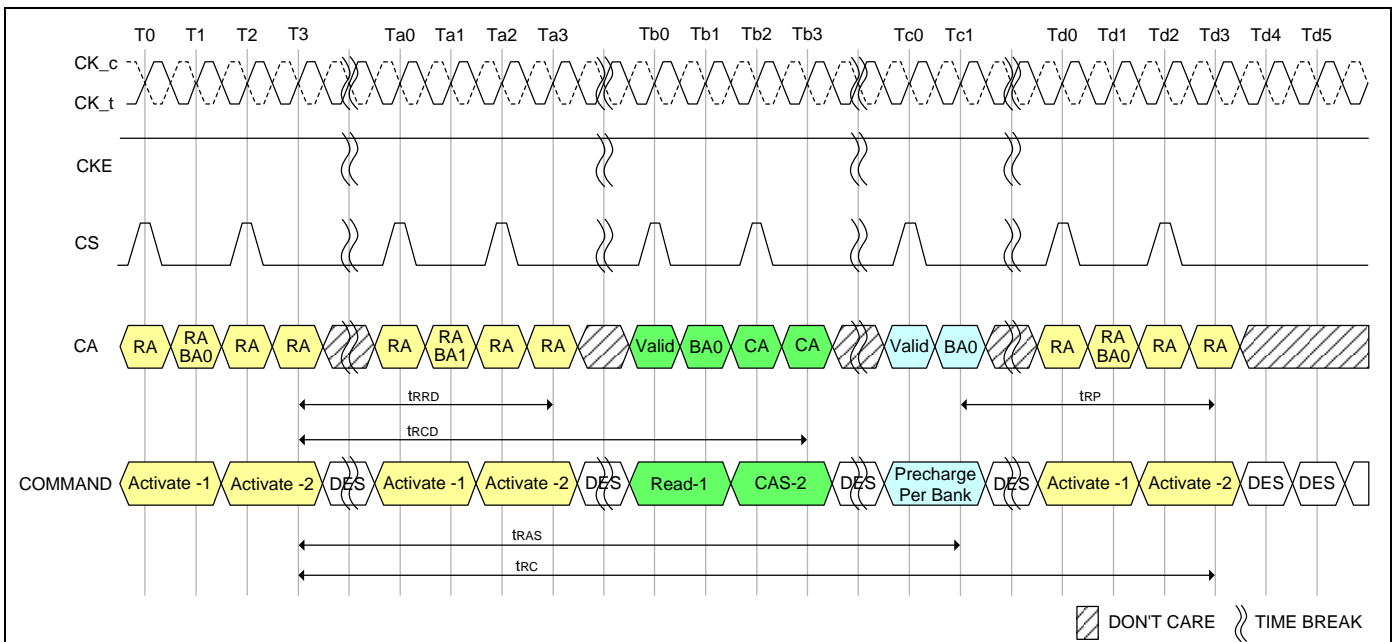 T0 T1 T2 T3 Ta0 Ta1 Ta2 Ta3 Tb0 Tb1 Tb2 Tb3 Tc0 Tc1 Td0 Td1 Td2 Td3 Td4 Td5
CK_c
CK_t
CKE
CS
CA RA RA BA0 RA RA RA RA BA1 RA RA Valid BA0 CA CA Valid BA0 RA RA BA0 RA RA
tRRD tRP
tRCD
COMMAND Activate -1 Activate -2 DES Activate -1 Activate -2 DES Read-1 CAS-2 DES Precharge Per Bank DES Activate -1 Activate -2 DES DES
tRAS
tRC
DON'T CARE TIME BREAK